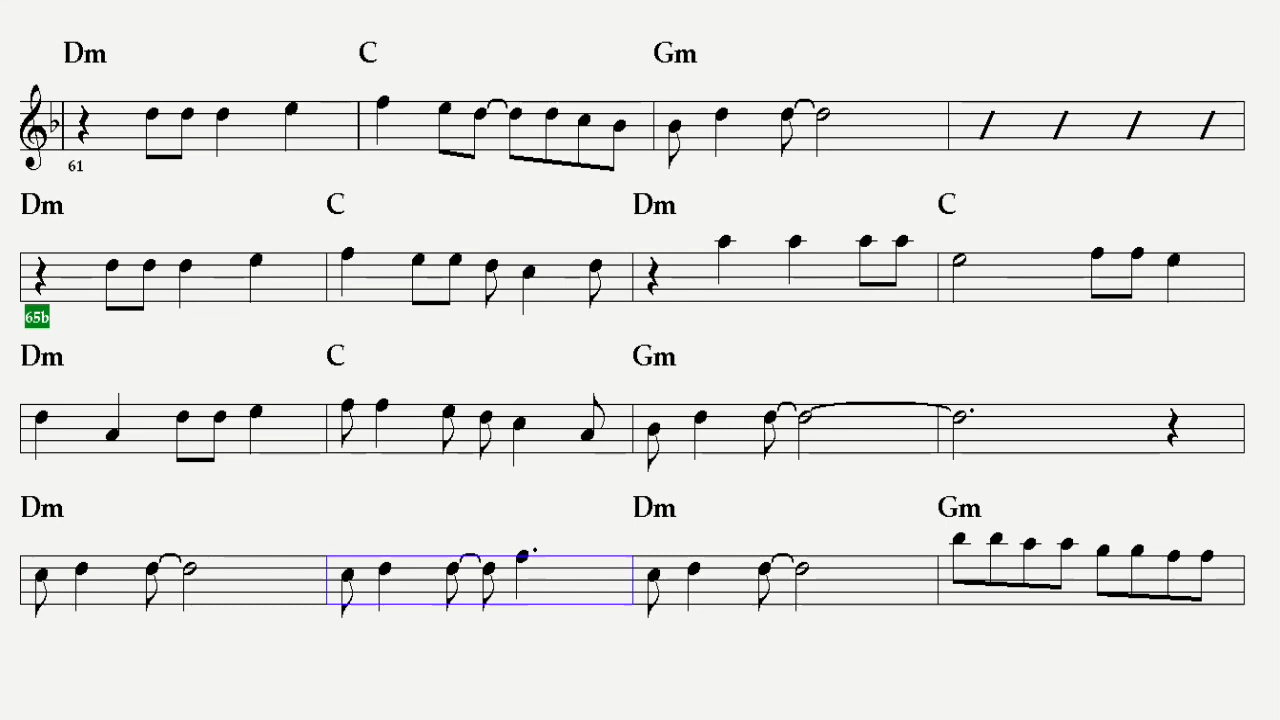 Dm C Gm
61
Dm C Dm C
65b
Dm C Gm
Dm Dm Gm